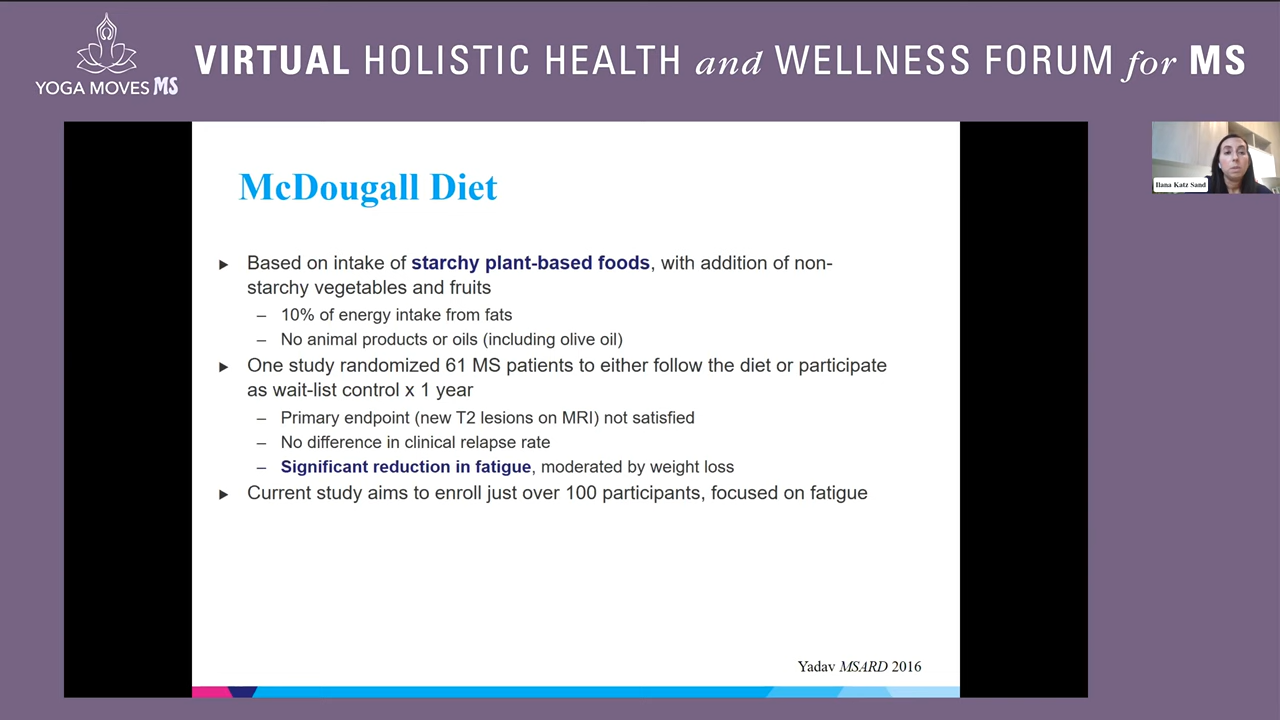 YOGA MOVES MS
VIRTUAL HOLISTIC HEALTH and WELLNESS FORUM for MS
Ilana Katz Sand
McDougall Diet
Based on intake of starchy plant-based foods, with addition of non-
starchy vegetables and fruits
– 10% of energy intake from fats
– No animal products or oils (including olive oil)
One study randomized 61 MS patients to either follow the diet or participate
as wait-list control x 1 year
– Primary endpoint (new T2 lesions on MRI) not satisfied
– No difference in clinical relapse rate
– Significant reduction in fatigue, moderated by weight loss
Current study aims to enroll just over 100 participants, focused on fatigue
Yadav MSARD 2016